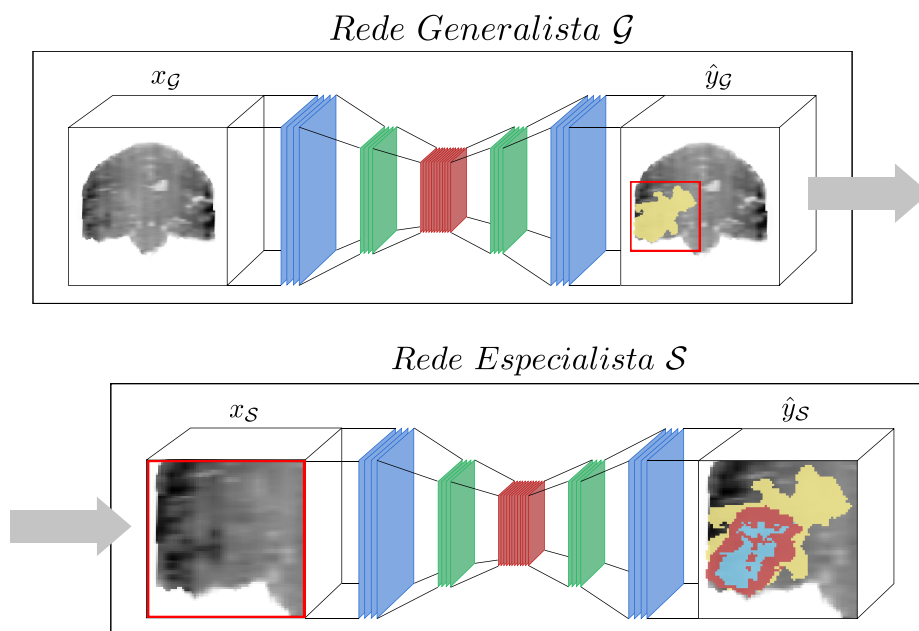 Rede Generalista 𝒢
x𝒢
ŷ𝒢
Rede Especialista 𝒮
x𝒮
ŷ𝒮